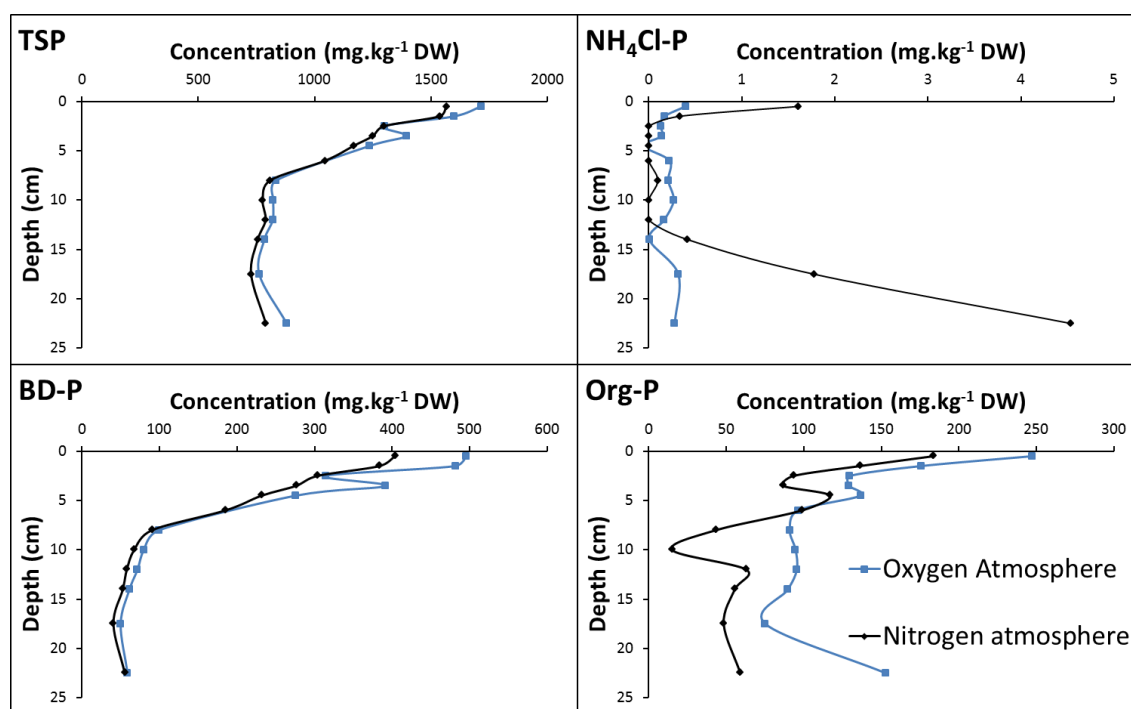 TSP
Concentration (mg.kg⁻¹ DW)
0 500 1000 1500 2000
0
5
10
15
20
25
Depth (cm)
NH₄Cl-P
Concentration (mg.kg⁻¹ DW)
0 1 2 3 4 5
0
5
10
15
20
25
Depth (cm)
BD-P
Concentration (mg.kg⁻¹ DW)
0 100 200 300 400 500 600
0
5
10
15
20
25
Depth (cm)
Org-P
Concentration (mg.kg⁻¹ DW)
0 50 100 150 200 250 300
0
5
10
15
20
25
Depth (cm)
Oxygen Atmosphere
Nitrogen atmosphere